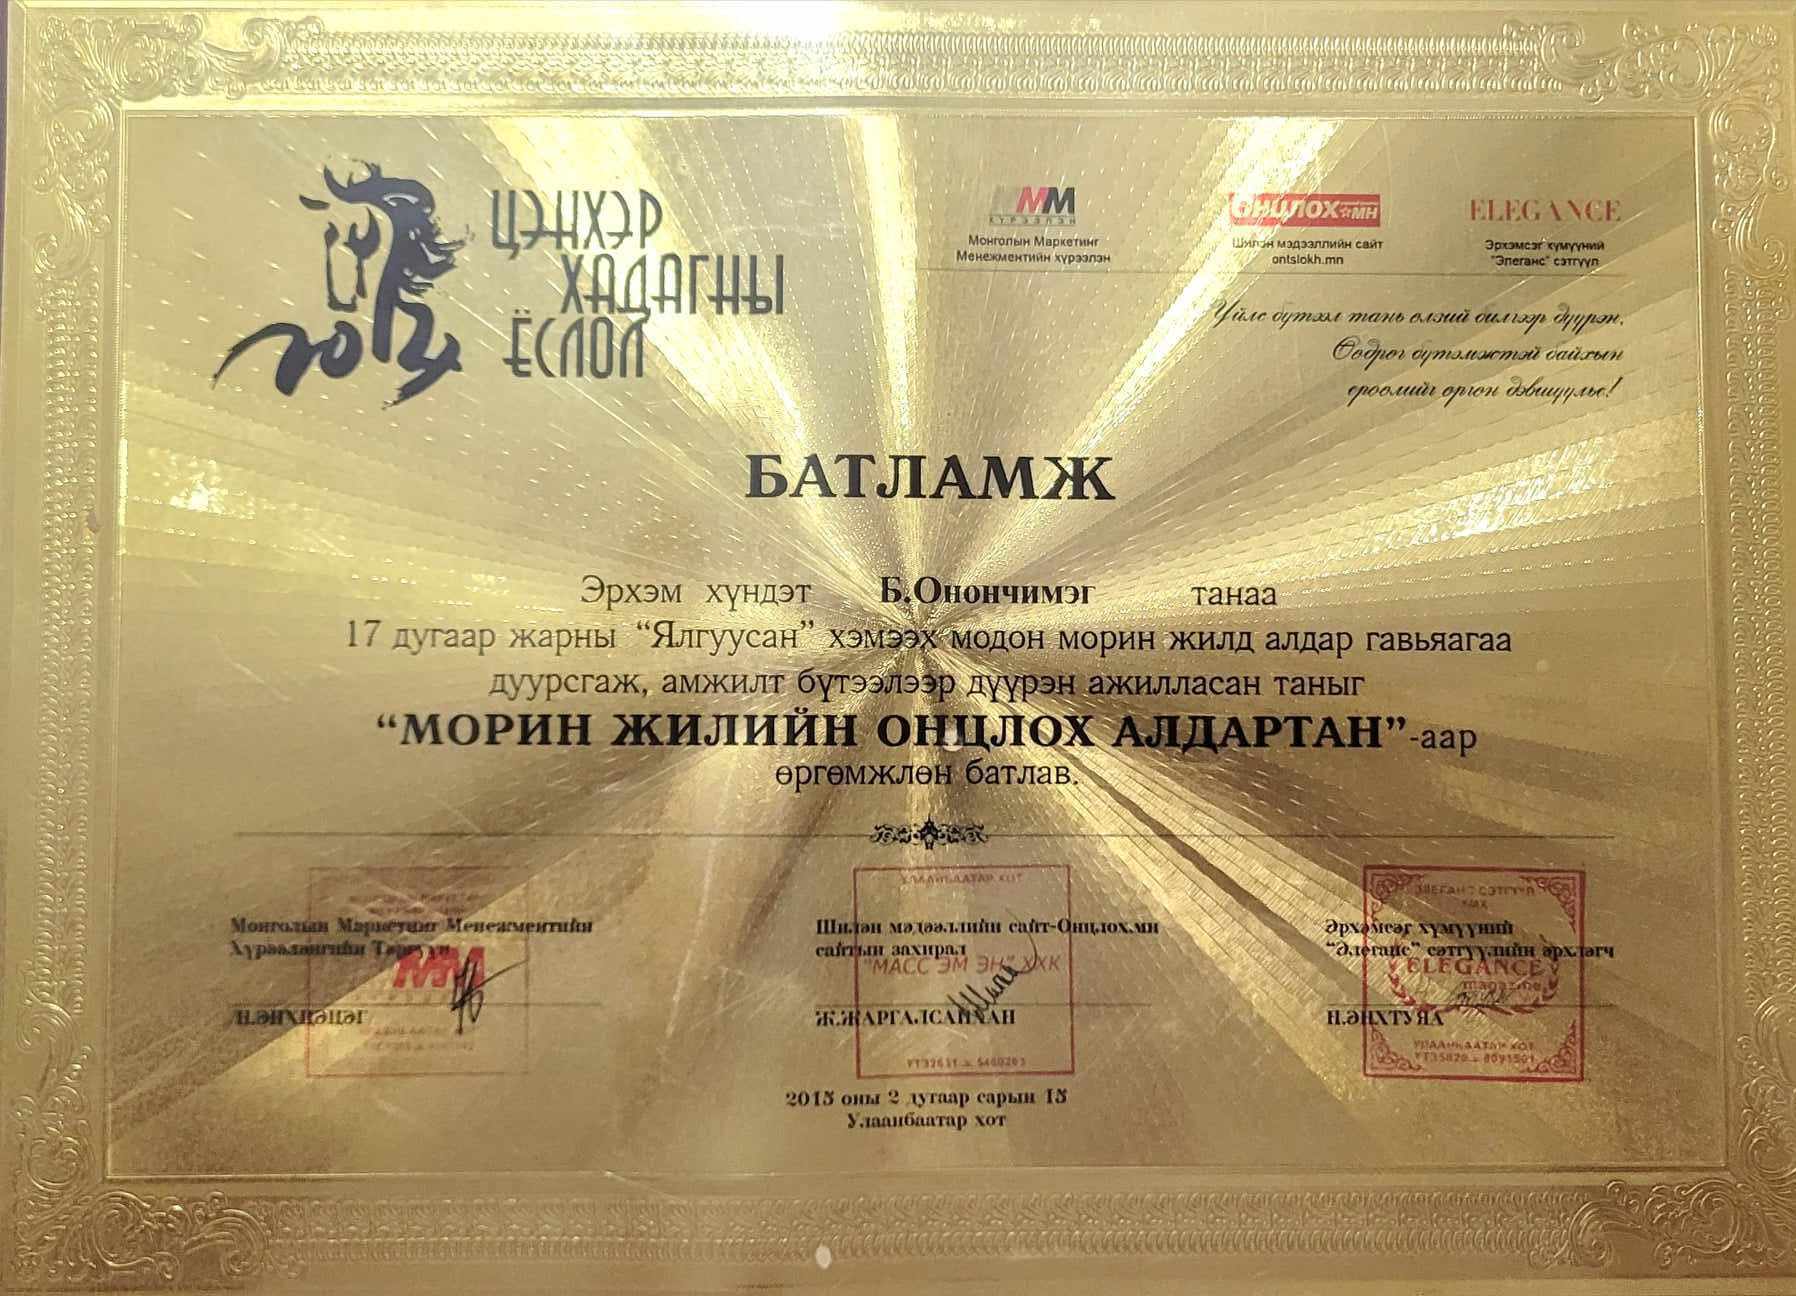 2014
ЦЭНХЭР
ХАДАГНЫ
ЁСЛОЛ
МММ
ХҮРЭЭЛЭН
Монголын Маркетинг
Менежментийн хүрээлэн
ОНЦЛОХ МН
Шилэн мэдээллийн сайт
ontslokh.mn
ELEGANCE
Эрхэмсэг хүмүүний
"Элеганс" сэтгүүл
Үйлс бүтээл тань өлзий билгээр дүүрэн,
Өөдрөг бүтэмжтэй байхын
ерөөлийг өргөн дэвшүүлье!
БАТЛАМЖ
Эрхэм хүндэт Б.Онончимэг танаа
17 дугаар жарны “Ялгуусан” хэмээх модон морин жилд алдар гавьяагаа
дуурсгаж, амжилт бүтээлээр дүүрэн ажилласан таныг
“МОРИН ЖИЛИЙН ОНЦЛОХ АЛДАРТАН”-аар
өргөмжлөн батлав.
Монголын Маркетинг Менежментийн
Хүрээлэнгийн Тэргүүн
Н.ЭНХЦЭЦЭГ
Шилэн мэдээллийн сайт-Онцлох.мн
сайтын захирал
Ж.ЖАРГАЛСАЙХАН
УЛААНБААТАР ХОТ
"МАСС ЭМ ЭН" ХХК
Эрхэмсэг хүмүүний
“Элеганс” сэтгүүлийн эрхлэгч
Н.ЭНХТУЯА
ЭЛЕГАНС СЭТГҮҮЛ
ELEGANCE
magazine
УЛААНБААТАР ХОТ
2015 оны 2 дугаар сарын 15
Улаанбаатар хот